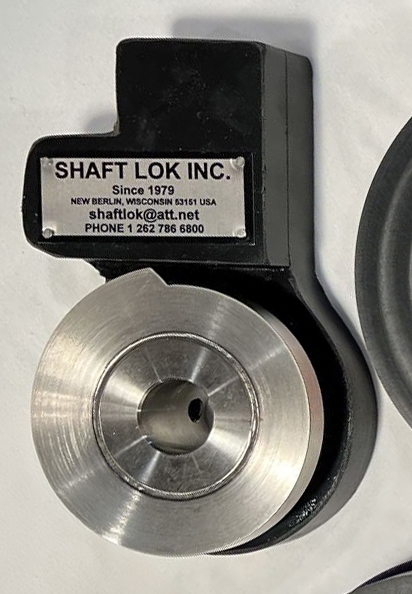 SHAFT LOK INC.
Since 1979
NEW BERLIN, WISCONSIN 53151 USA
shaftlok@att.net
PHONE 1 262 786 6800